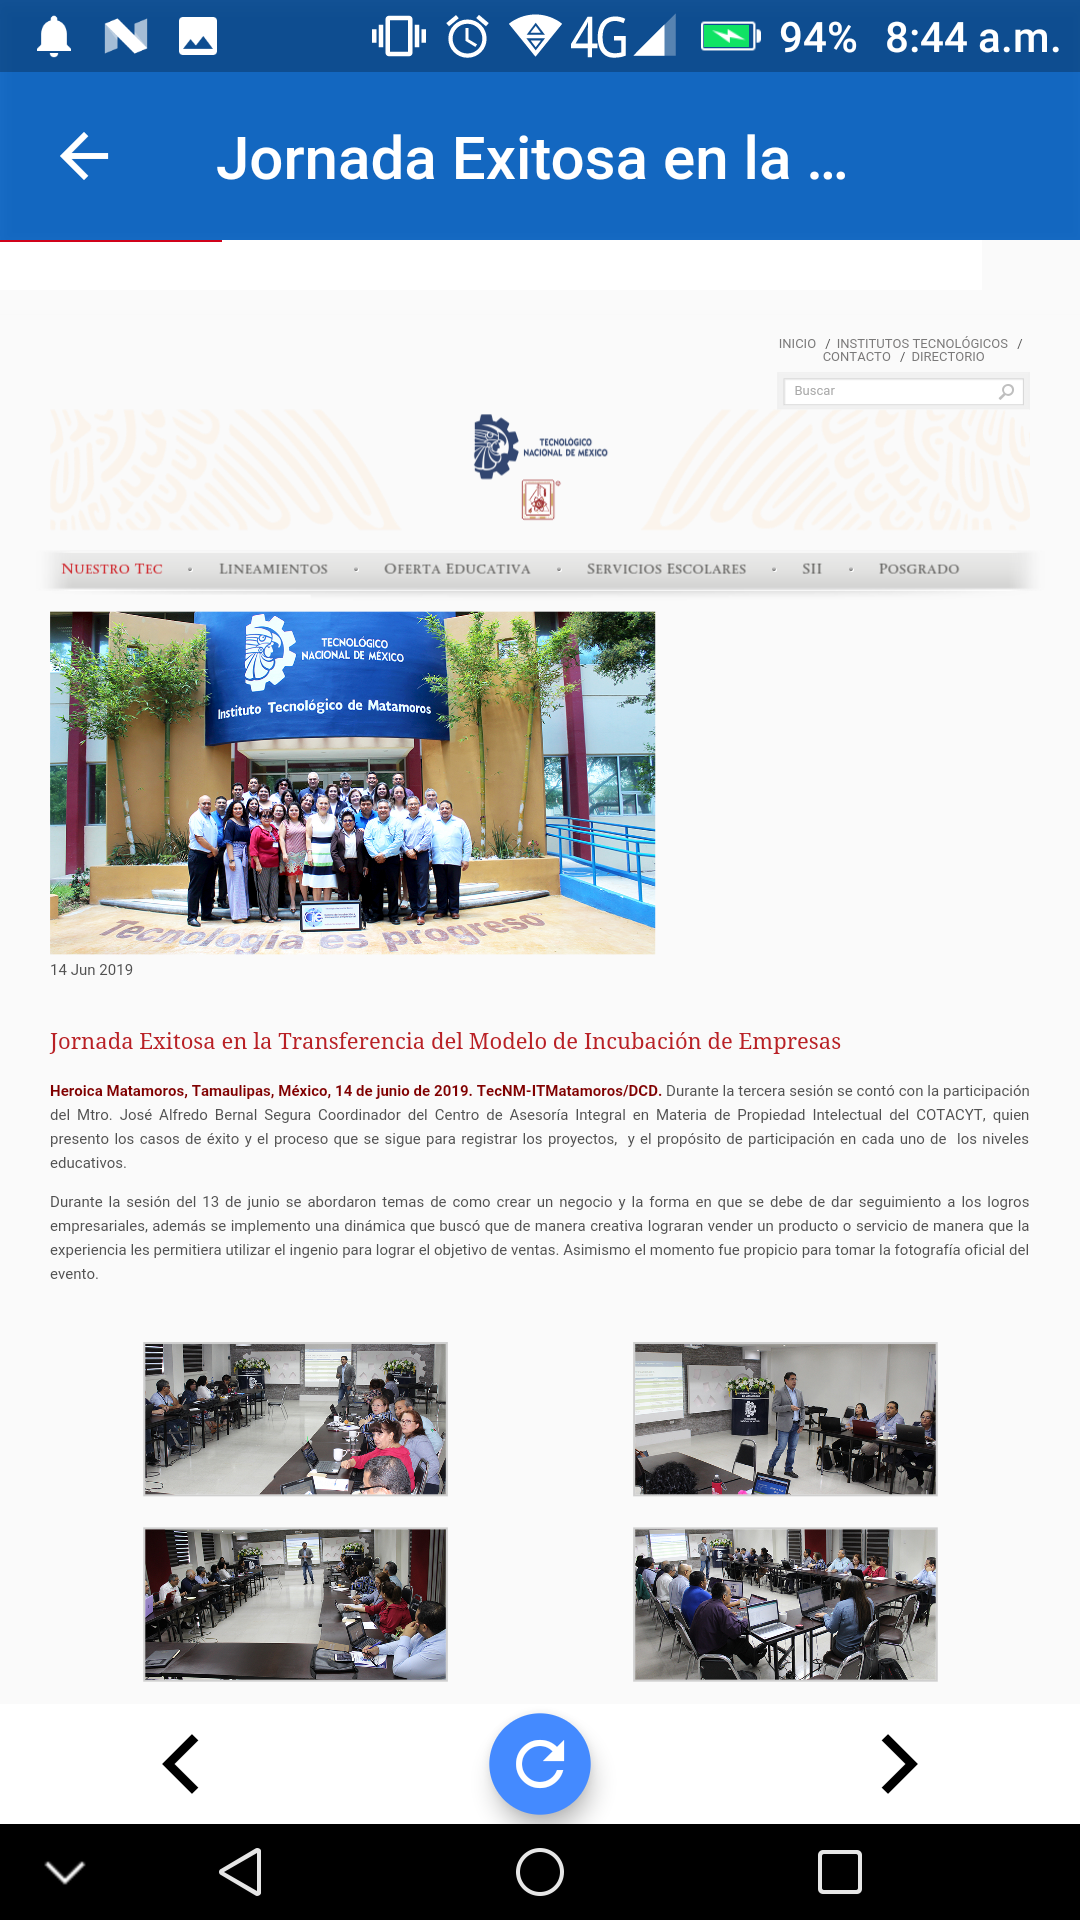 4G 94% 8:44 a.m.
Jornada Exitosa en la ...
INICIO / INSTITUTOS TECNOLÓGICOS /
CONTACTO / DIRECTORIO
Buscar
TECNOLÓGICO
NACIONAL DE MÉXICO
NUESTRO TEC • LINEAMIENTOS • OFERTA EDUCATIVA • SERVICIOS ESCOLARES • SII • POSGRADO
TECNOLÓGICO
NACIONAL DE MÉXICO
Instituto Tecnológico de Matamoros
Tecnología es progreso
14 Jun 2019
Jornada Exitosa en la Transferencia del Modelo de Incubación de Empresas
Heroica Matamoros, Tamaulipas, México, 14 de junio de 2019. TecNM-ITMatamoros/DCD. Durante la tercera sesión se contó con la participación
del Mtro. José Alfredo Bernal Segura Coordinador del Centro de Asesoría Integral en Materia de Propiedad Intelectual del COTACYT, quien
presento los casos de éxito y el proceso que se sigue para registrar los proyectos, y el propósito de participación en cada uno de los niveles
educativos.
Durante la sesión del 13 de junio se abordaron temas de como crear un negocio y la forma en que se debe de dar seguimiento a los logros
empresariales, además se implemento una dinámica que buscó que de manera creativa lograran vender un producto o servicio de manera que la
experiencia les permitiera utilizar el ingenio para lograr el objetivo de ventas. Asimismo el momento fue propicio para tomar la fotografía oficial del
evento.